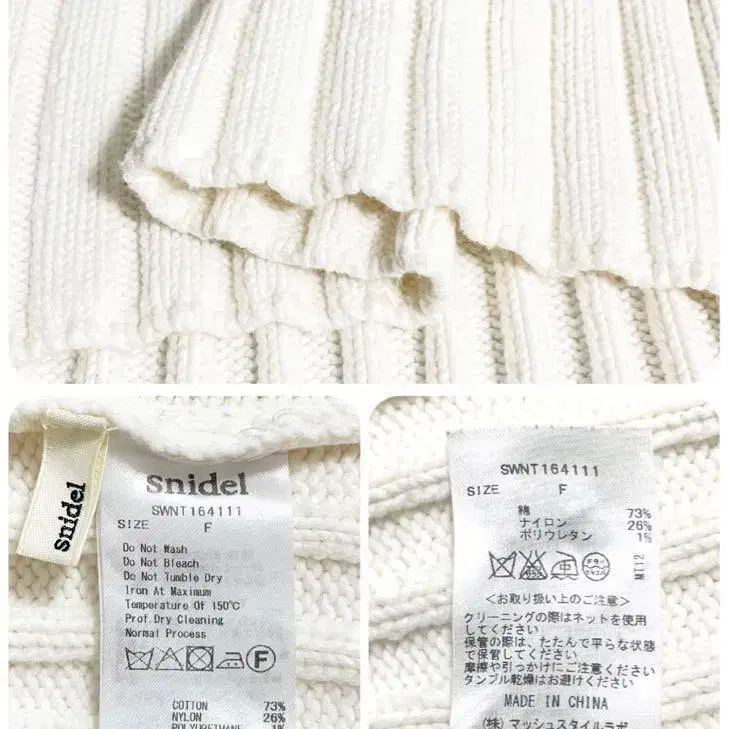 snidel
snidel
SWNT164111
SIZE F
Do Not Wash
Do Not Bleach
Do Not Tumble Dry
Iron At Maximum
Temperature Of 150℃
Prof.Dry Cleaning
Normal Process
F
COTTON 73%
NYLON 26%
POLYURETHANE 1%
SWNT164111
SIZE F
綿 73%
ナイロン 26%
ポリウレタン 1%
MT12
<お取り扱い上のご注意>
クリーニングの際はネットを使用
してください
保管の際は、たたんで平らな状態
で保管してください
摩擦や引っかけにご注意ください
タンブル乾燥はお避けください
MADE IN CHINA
(株)マッシュスタイルラボ